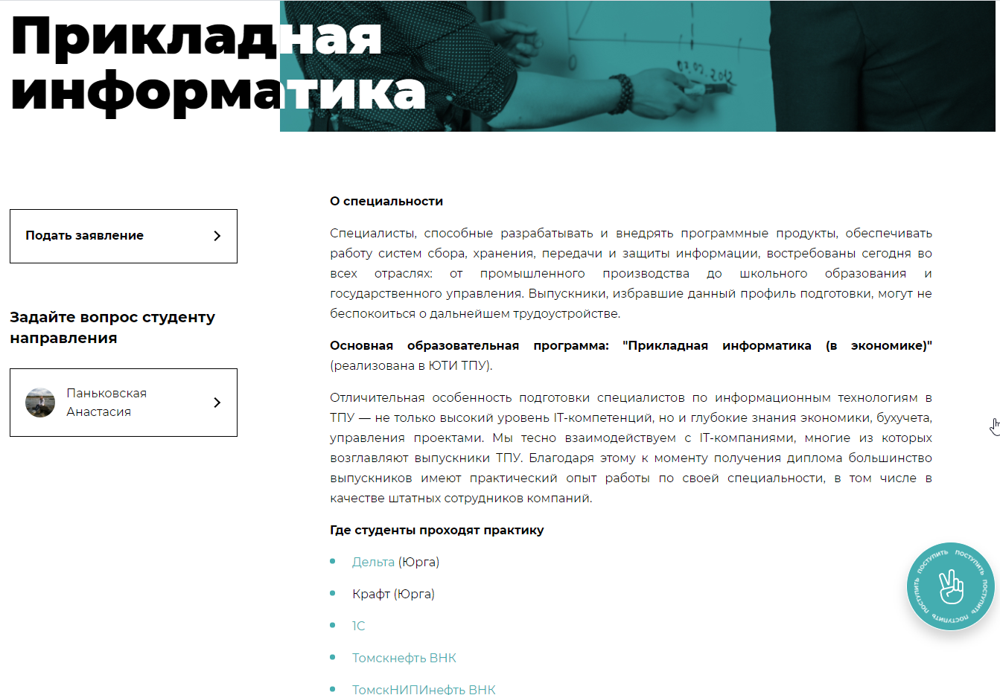 Прикладная
информатика
03.03.2012
Подать заявление
Задайте вопрос студенту
направления
Паньковская
Анастасия
О специальности
Специалисты, способные разрабатывать и внедрять программные продукты, обеспечивать
работу систем сбора, хранения, передачи и защиты информации, востребованы сегодня во
всех отраслях: от промышленного производства до школьного образования и
государственного управления. Выпускники, избравшие данный профиль подготовки, могут не
беспокоиться о дальнейшем трудоустройстве.
Основная образовательная программа: "Прикладная информатика (в экономике)"
(реализована в ЮТИ ТПУ).
Отличительная особенность подготовки специалистов по информационным технологиям в
ТПУ — не только высокий уровень IT-компетенций, но и глубокие знания экономики, бухучета,
управления проектами. Мы тесно взаимодействуем с IT-компаниями, многие из которых
возглавляют выпускники ТПУ. Благодаря этому к моменту получения диплома большинство
выпускников имеют практический опыт работы по своей специальности, в том числе в
качестве штатных сотрудников компаний.
Где студенты проходят практику
Дельта (Юрга)
Крафт (Юрга)
1С
Томскнефть ВНК
ТомскНИПИнефть ВНК
поступить поступить поступить поступить поступить поступить